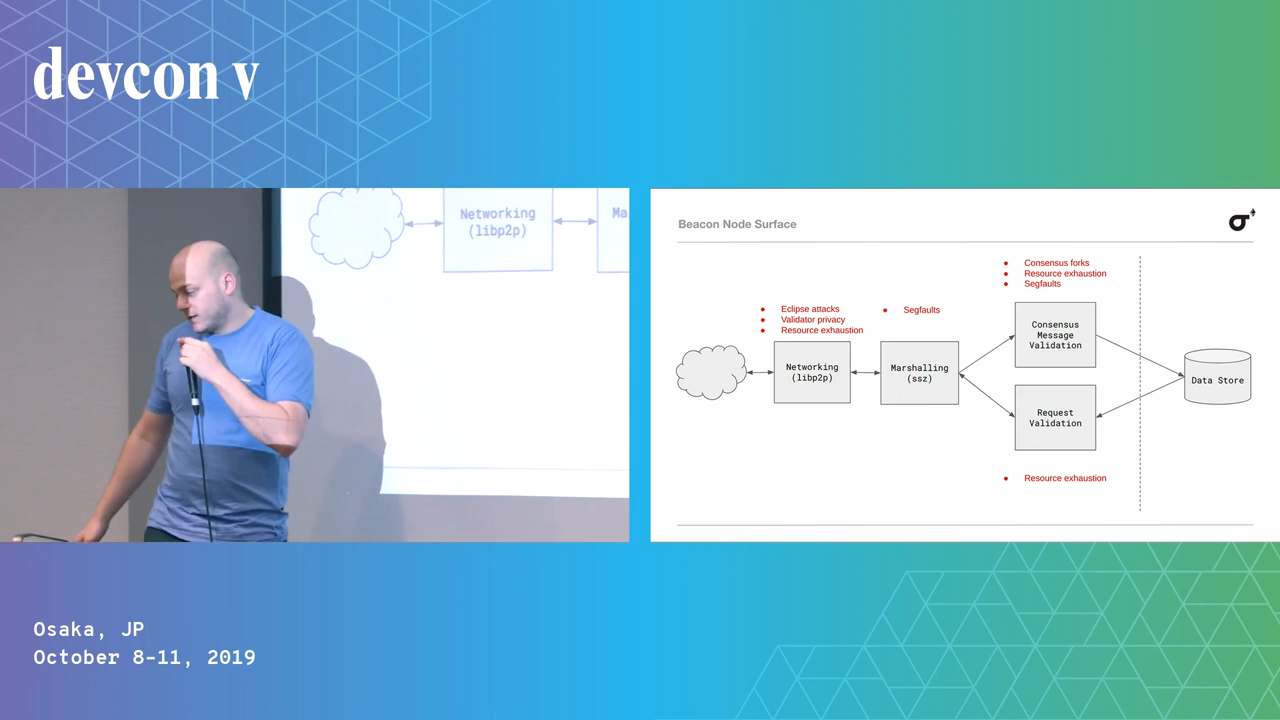 devcon v
Networking
(libp2p)
Ma
Beacon Node Surface
Consensus forks
Resource exhaustion
Segfaults
Eclipse attacks
Validator privacy
Resource exhaustion
Segfaults
Networking
(libp2p)
Marshalling
(ssz)
Consensus
Message
Validation
Request
Validation
Data Store
Resource exhaustion
Osaka, JP
October 8-11, 2019